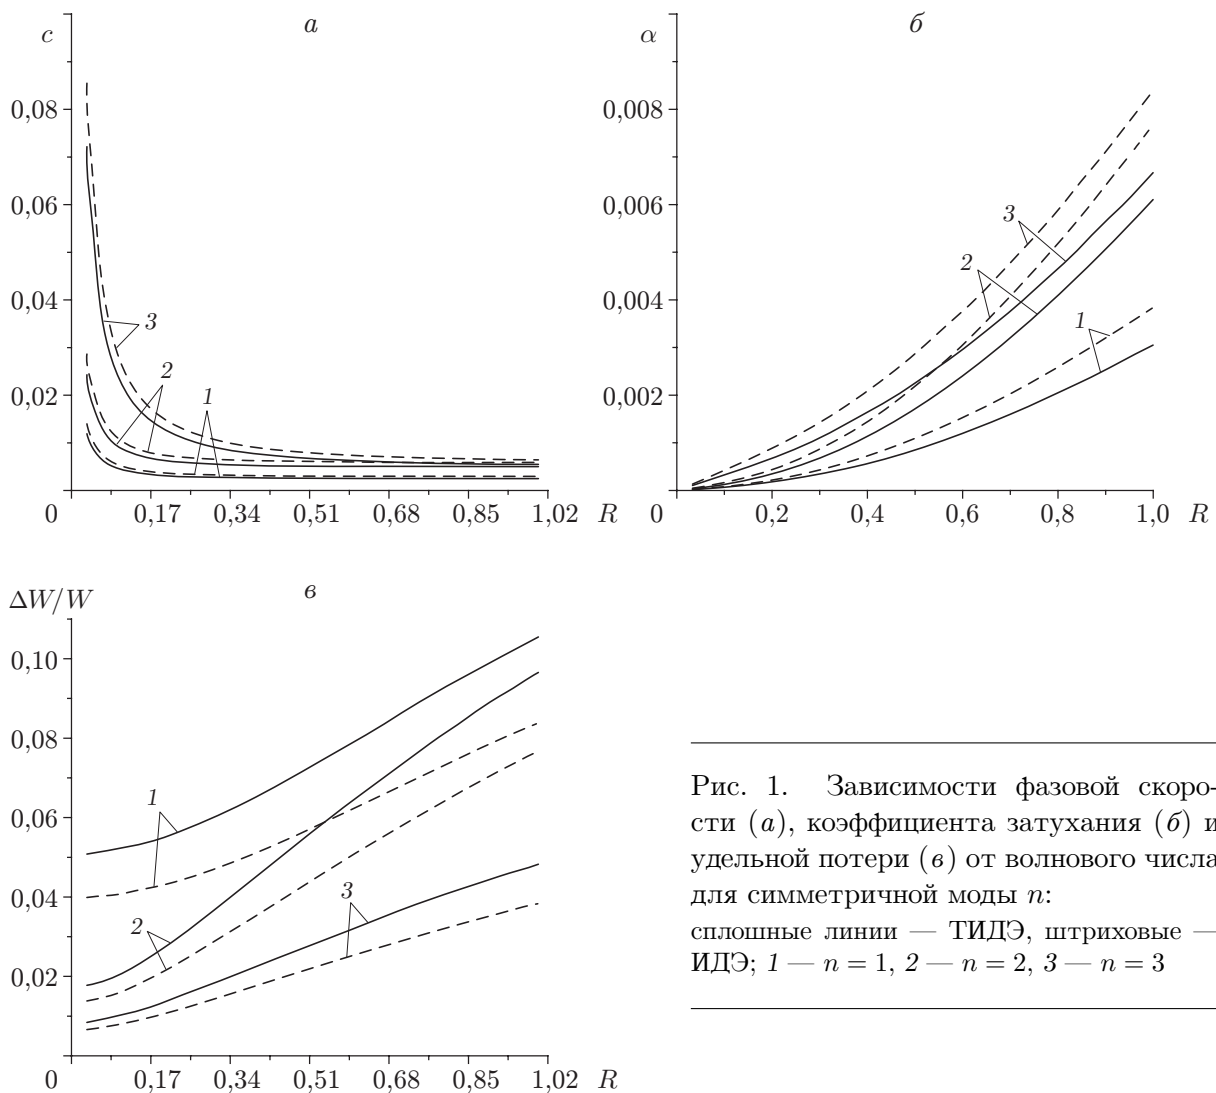 c
а
0,08
0,06
0,04
0,02
3
2
1
0 0,17 0,34 0,51 0,68 0,85 1,02 R
α
б
0,008
0,006
0,004
0,002
3
2
1
0 0,2 0,4 0,6 0,8 1,0 R
ΔW/W
в
0,10
0,08
0,06
0,04
0,02
1
2
3
0 0,17 0,34 0,51 0,68 0,85 1,02 R
Рис. 1. Зависимости фазовой скоро-
сти (а), коэффициента затухания (б) и
удельной потери (в) от волнового числа
для симметричной моды n:
сплошные линии — ТИДЭ, штриховые —
ИДЭ; 1 — n = 1, 2 — n = 2, 3 — n = 3